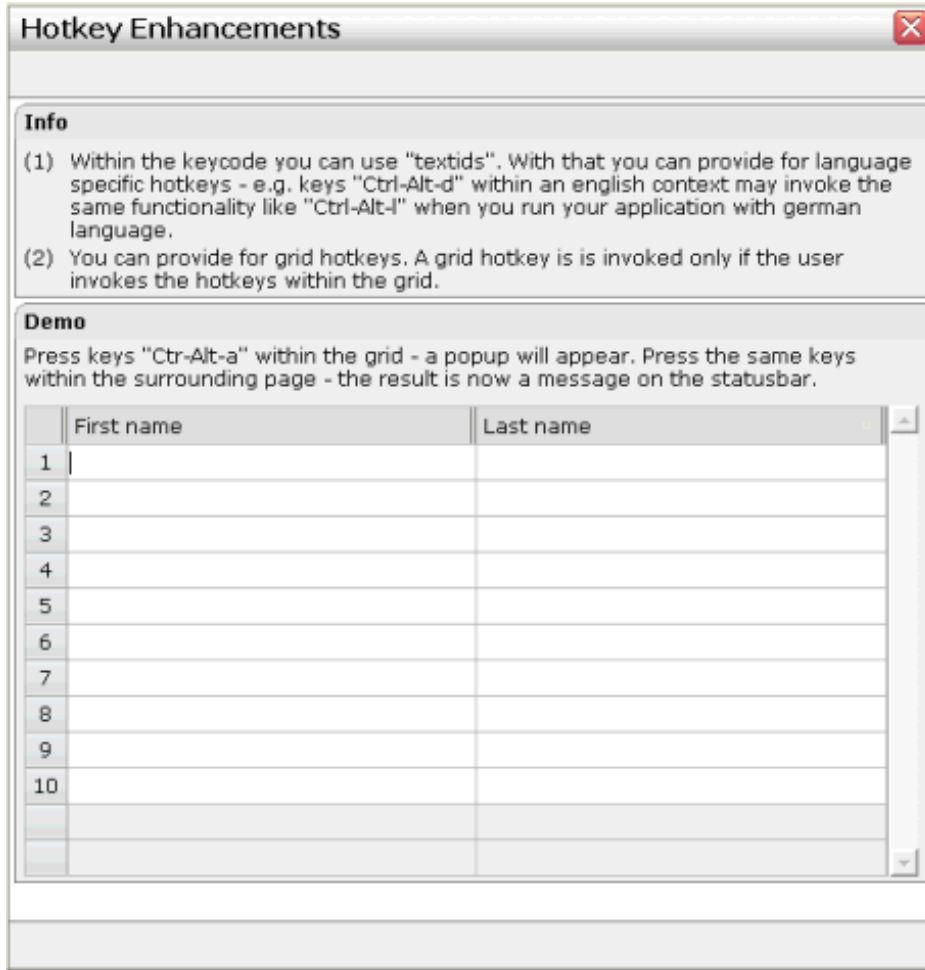 Hotkey Enhancements
Info
(1) Within the keycode you can use "textids". With that you can provide for language
specific hotkeys - e.g. keys "Ctrl-Alt-d" within an english context may invoke the
same functionality like "Ctrl-Alt-l" when you run your application with german
language.
(2) You can provide for grid hotkeys. A grid hotkey is is invoked only if the user
invokes the hotkeys within the grid.
Demo
Press keys "Ctr-Alt-a" within the grid - a popup will appear. Press the same keys
within the surrounding page - the result is now a message on the statusbar.
First name Last name
1
2
3
4
5
6
7
8
9
10